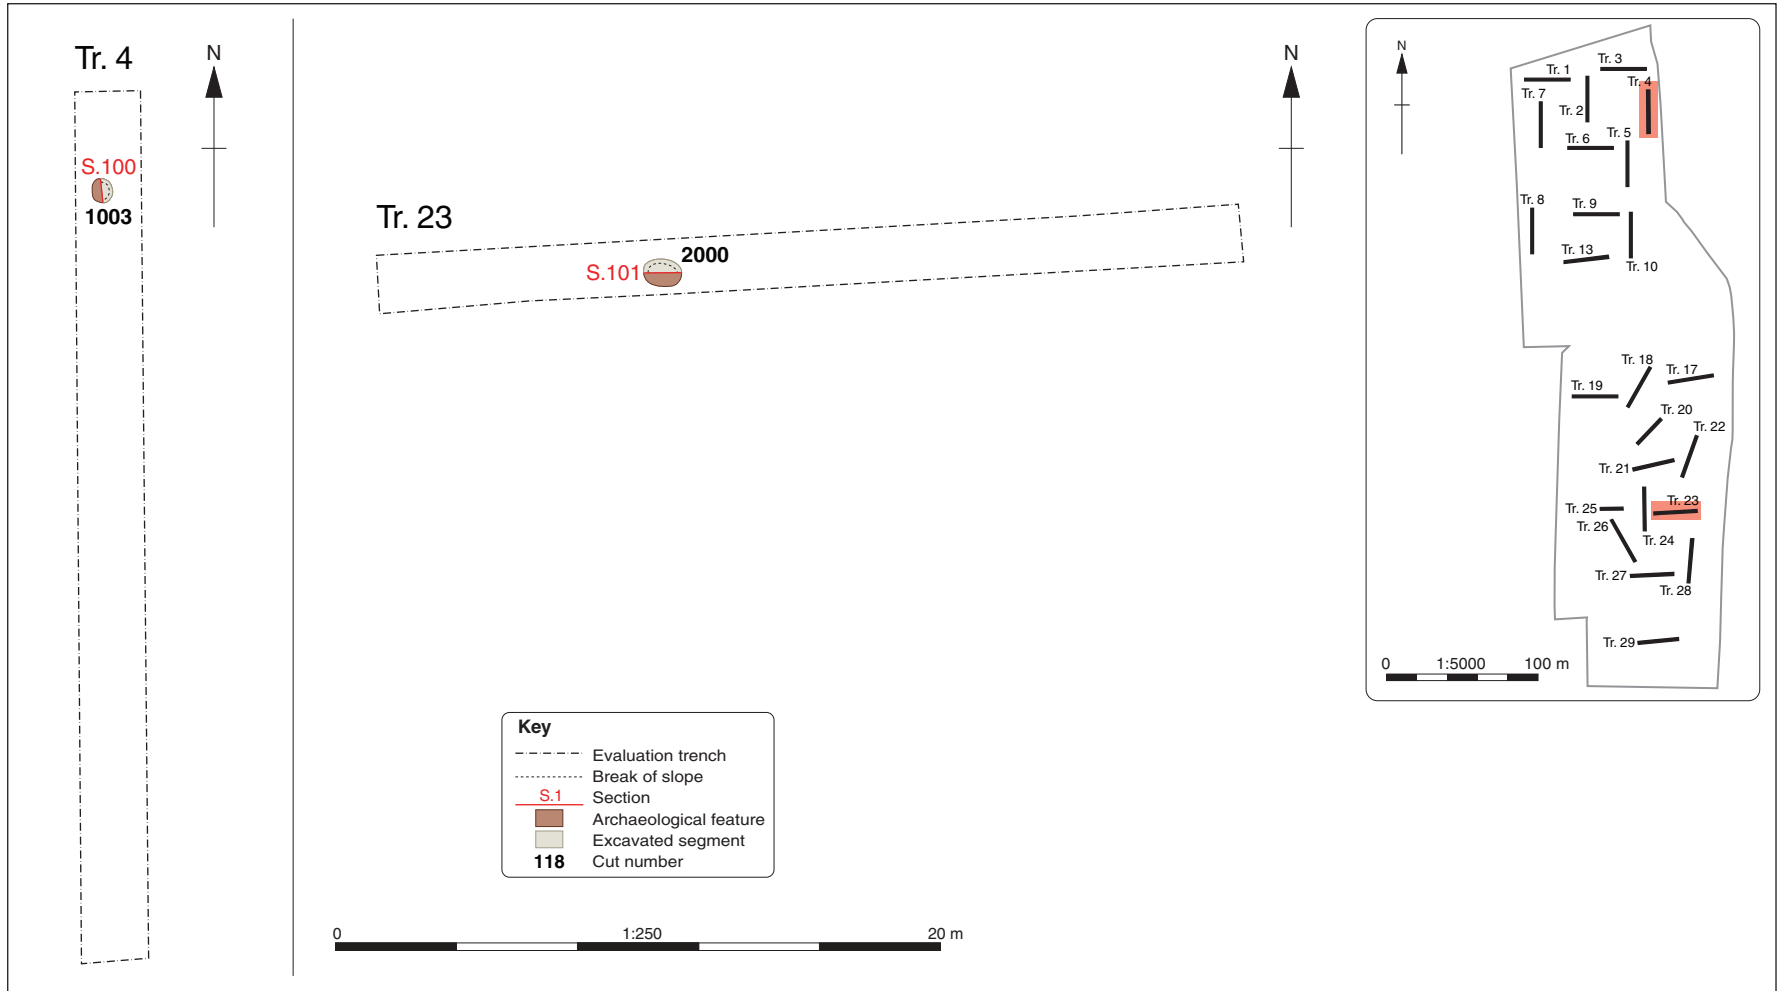 Tr. 4
N
S.100
1003
Tr. 23
N
S.101
2000
Key
Evaluation trench
Break of slope
S.1 Section
Archaeological feature
Excavated segment
118 Cut number
0 1:250 20 m
N
Tr. 3
Tr. 1
Tr. 4
Tr. 7
Tr. 2
Tr. 5
Tr. 6
Tr. 8
Tr. 9
Tr. 13
Tr. 10
Tr. 18
Tr. 17
Tr. 19
Tr. 20
Tr. 22
Tr. 21
Tr. 23
Tr. 25
Tr. 26
Tr. 24
Tr. 27
Tr. 28
Tr. 29
0 1:5000 100 m